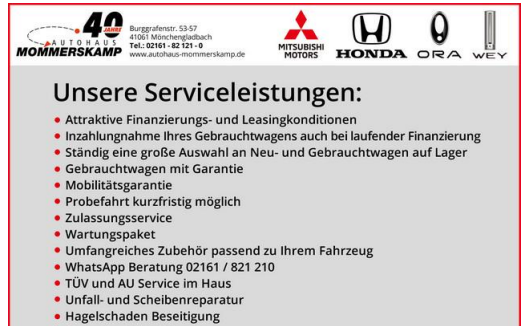 40 JAHRE
AUTOHAUS
MOMMERSKAMP
Burggrafenstr. 53-57
41061 Mönchengladbach
Tel.: 02161 - 82 121 - 0
www.autohaus-mommerskamp.de
MITSUBISHI
MOTORS
HONDA
ORA
WEY
Unsere Serviceleistungen:
• Attraktive Finanzierungs- und Leasingkonditionen
• Inzahlungnahme Ihres Gebrauchtwagens auch bei laufender Finanzierung
• Ständig eine große Auswahl an Neu- und Gebrauchtwagen auf Lager
• Gebrauchtwagen mit Garantie
• Mobilitätsgarantie
• Probefahrt kurzfristig möglich
• Zulassungsservice
• Wartungspaket
• Umfangreiches Zubehör passend zu Ihrem Fahrzeug
• WhatsApp Beratung 02161 / 821 210
• TÜV und AU Service im Haus
• Unfall- und Scheibenreparatur
• Hagelschaden Beseitigung